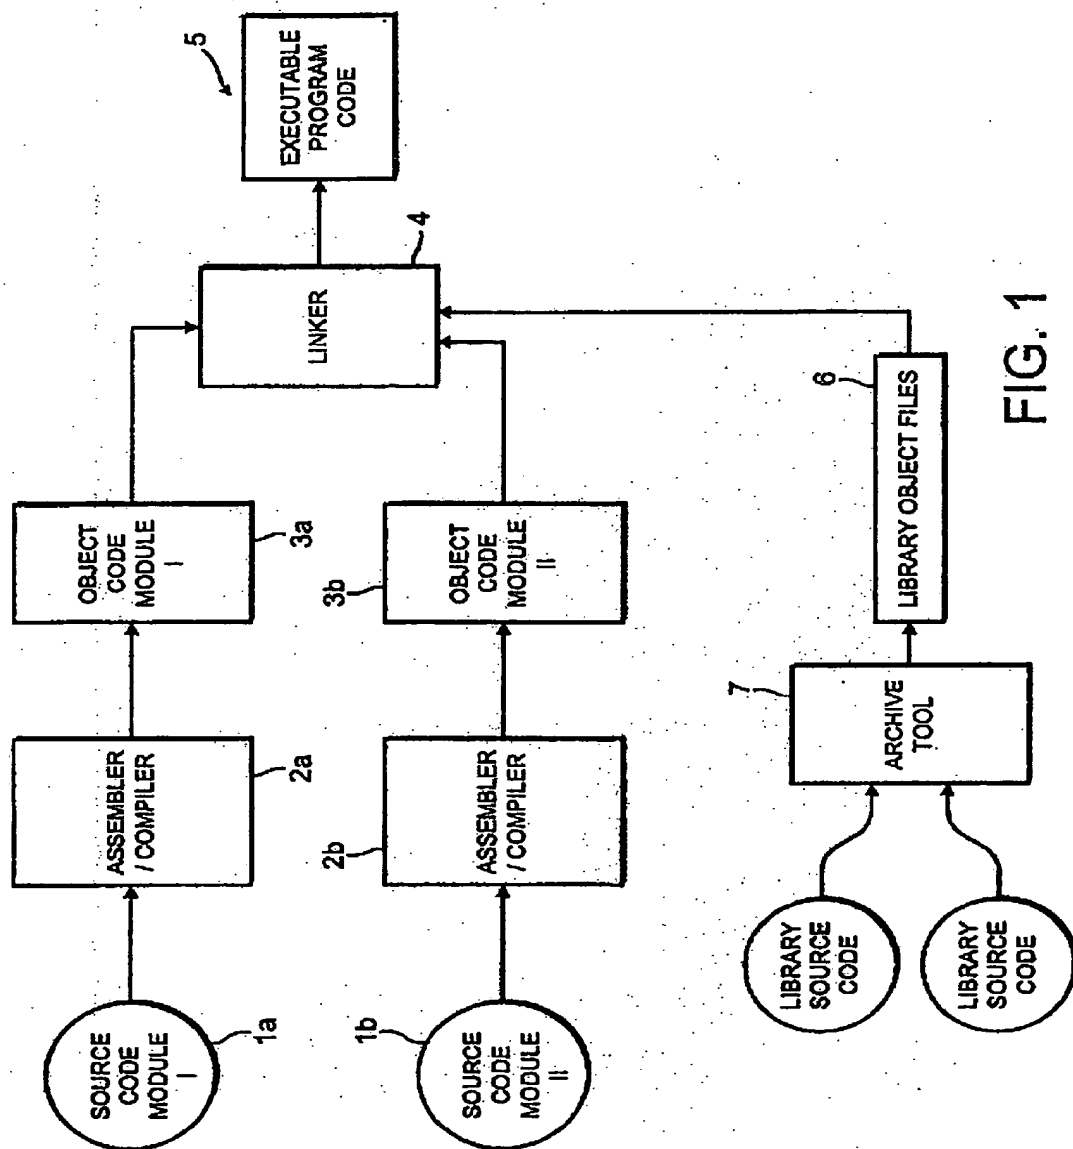 SOURCE
CODE
MODULE
I
1a
ASSEMBLER
/ COMPILER
2a
OBJECT
CODE
MODULE
I
3a
SOURCE
CODE
MODULE
II
1b
ASSEMBLER
/ COMPILER
2b
OBJECT
CODE
MODULE
II
3b
LINKER
4
EXECUTABLE
PROGRAM
CODE
5
LIBRARY
SOURCE
CODE
LIBRARY
SOURCE
CODE
ARCHIVE
TOOL
7
LIBRARY OBJECT FILES
6
FIG. 1